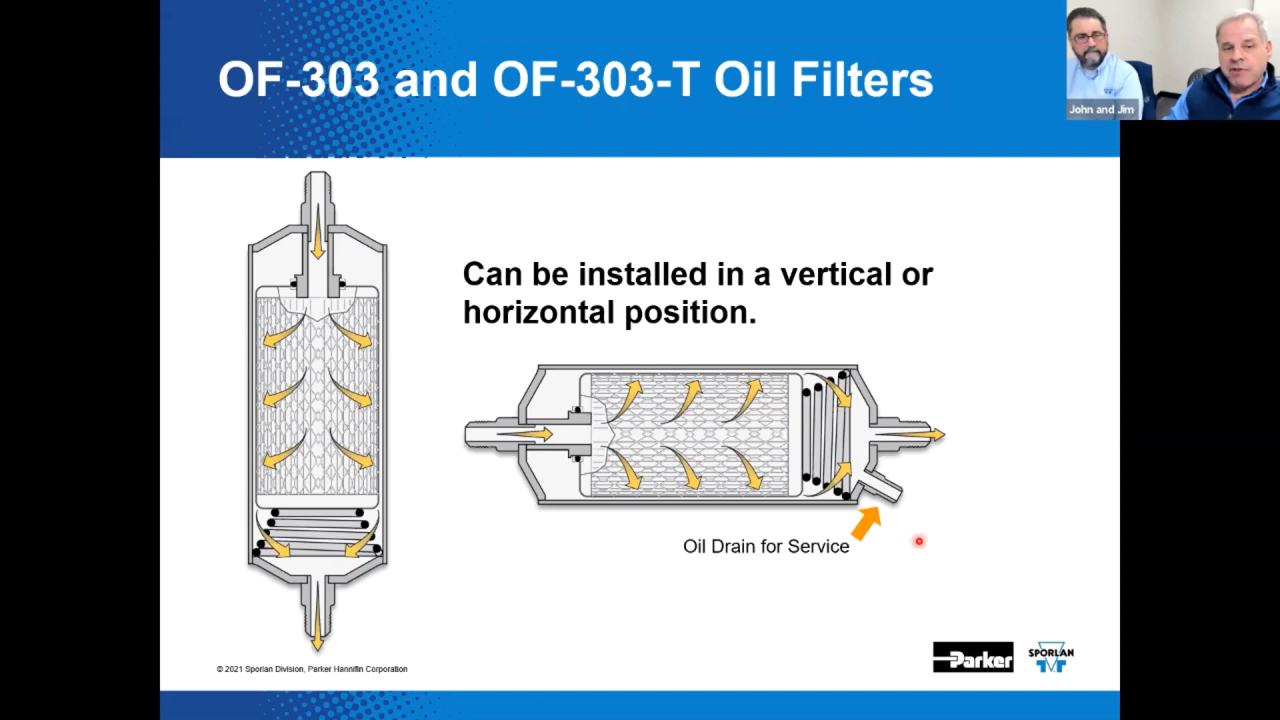 OF-303 and OF-303-T Oil Filters
John and Jim
Can be installed in a vertical or
horizontal position.
Oil Drain for Service
© 2021 Sporlan Division, Parker Hannifin Corporation
Parker
SPORLAN